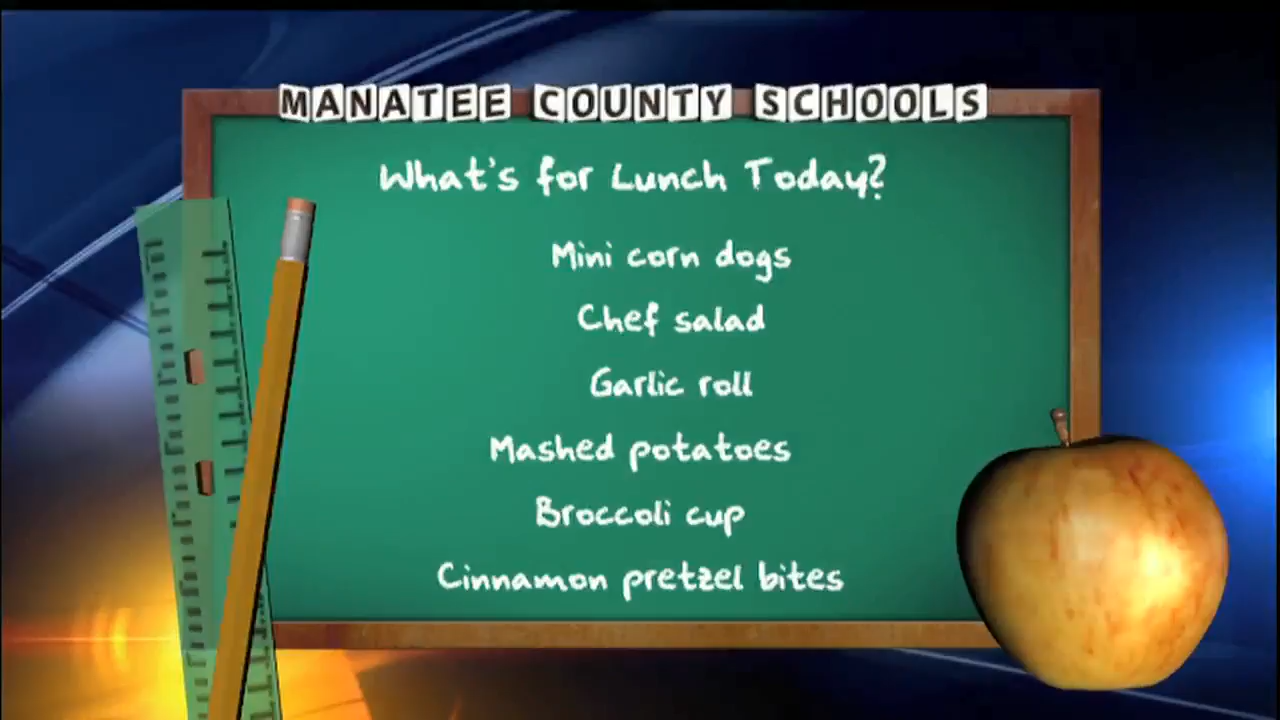 MANATEE COUNTY SCHOOLS
What's for Lunch Today?
Mini corn dogs
Chef salad
Garlic roll
Mashed potatoes
Broccoli cup
Cinnamon pretzel bites